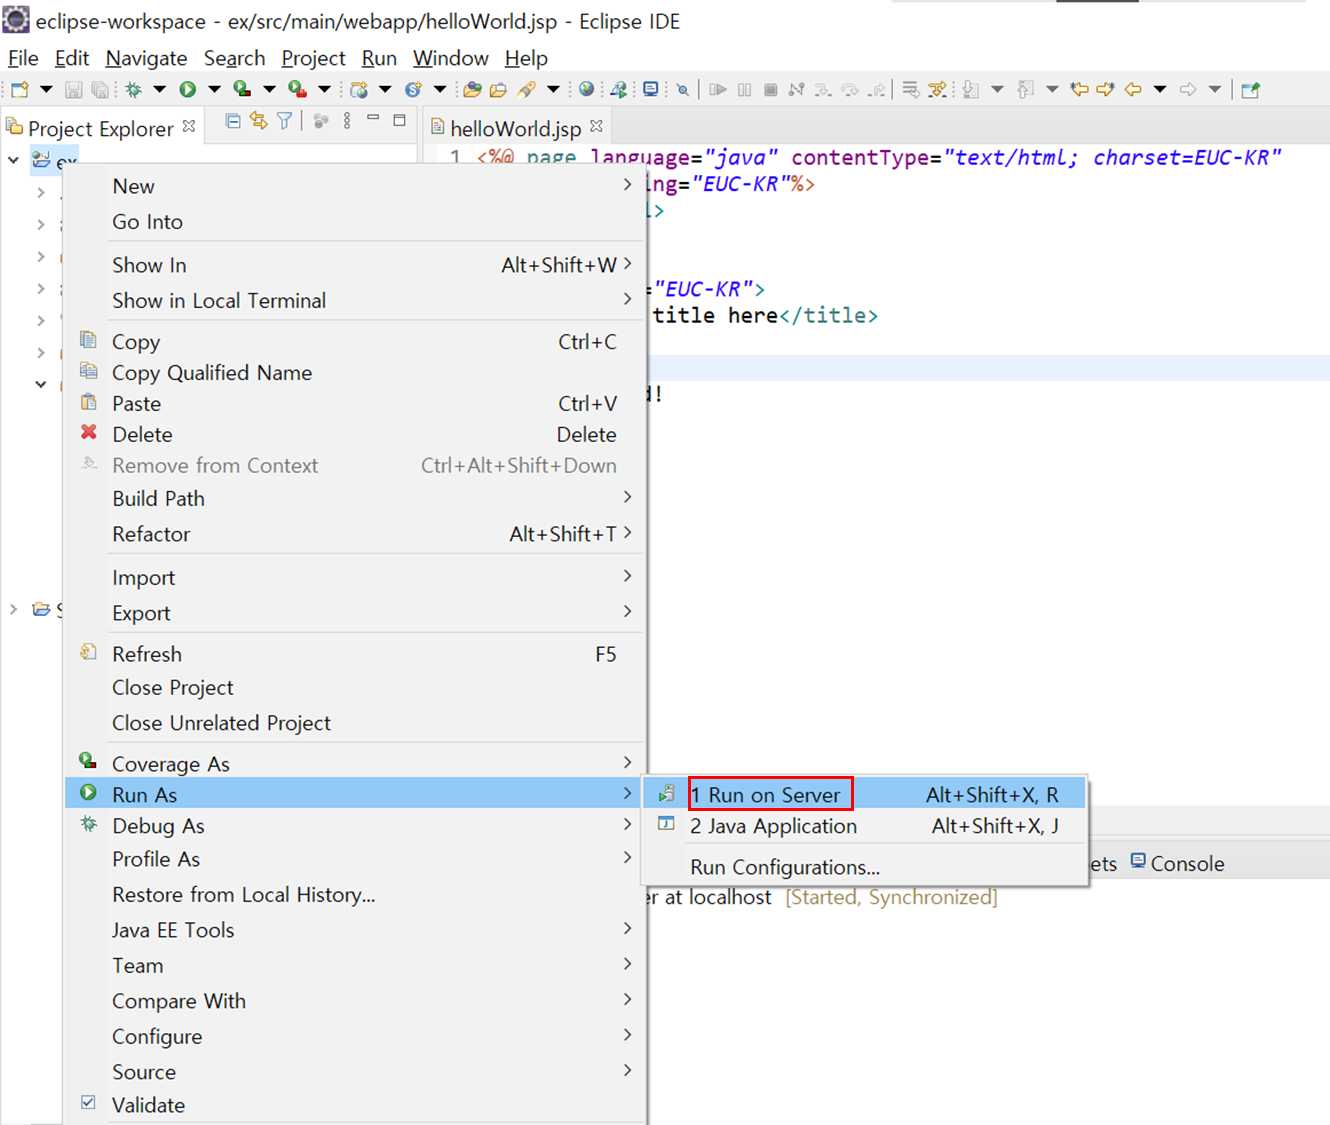 eclipse-workspace - ex/src/main/webapp/helloWorld.jsp - Eclipse IDE
File Edit Navigate Search Project Run Window Help
Project Explorer
helloWorld.jsp
ex
1 <%@ page language="java" contentType="text/html; charset=EUC-KR"
ing="EUC-KR"%>
l>
="EUC-KR">
title here</title>
d!
New
Go Into
Show In Alt+Shift+W
Show in Local Terminal
Copy Ctrl+C
Copy Qualified Name
Paste Ctrl+V
Delete Delete
Remove from Context Ctrl+Alt+Shift+Down
Build Path
Refactor Alt+Shift+T
Import
Export
Refresh F5
Close Project
Close Unrelated Project
Coverage As
Run As
1 Run on Server Alt+Shift+X, R
Debug As
2 Java Application Alt+Shift+X, J
Profile As
Run Configurations...
ets Console
Restore from Local History...
er at localhost [Started, Synchronized]
Java EE Tools
Team
Compare With
Configure
Source
Validate